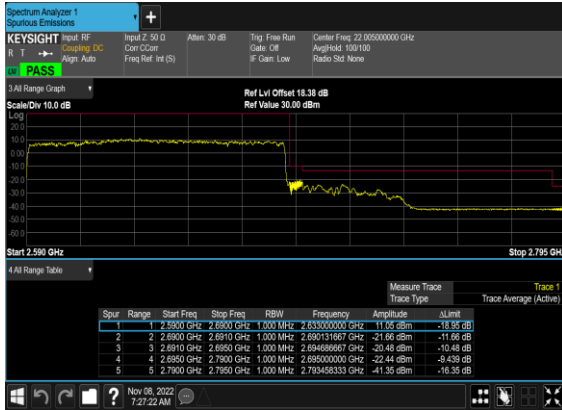 Spectrum Analyzer 1
Spurious Emissions
KEYSIGHT Input: RF Input Z: 50 Ω Atten: 30 dB Trig: Free Run Center Freq: 22.005000000 GHz
R T Coupling: DC Corr CCorr Gate: Off Avg|Hold: 100/100
Align: Auto Freq Ref: Int (S) IF Gain: Low Radio Std: None
PASS
3 All Range Graph
Ref Lvl Offset 18.38 dB
Scale/Div 10.0 dB Ref Value 30.00 dBm
Log
20.0
10.0
0.00
-10.0
-20.0
-30.0
-40.0
-50.0
-60.0
Start 2.590 GHz Stop 2.795 GHz
4 All Range Table
Measure Trace Trace 1
Trace Type Trace Average (Active)
Spur Range Start Freq Stop Freq RBW Frequency Amplitude ΔLimit
1 1 2.5900 GHz 2.6900 GHz 1.000 MHz 2.633000000 GHz 11.05 dBm -18.95 dB
2 2 2.6900 GHz 2.6910 GHz 1.000 MHz 2.690131667 GHz -21.66 dBm -11.66 dB
3 3 2.6910 GHz 2.6950 GHz 1.000 MHz 2.694686667 GHz -20.48 dBm -10.48 dB
4 4 2.6950 GHz 2.7900 GHz 1.000 MHz 2.695000000 GHz -22.44 dBm -9.439 dB
5 5 2.7900 GHz 2.7950 GHz 1.000 MHz 2.793458333 GHz -41.35 dBm -16.35 dB
Nov 08, 2022
7:27:22 AM